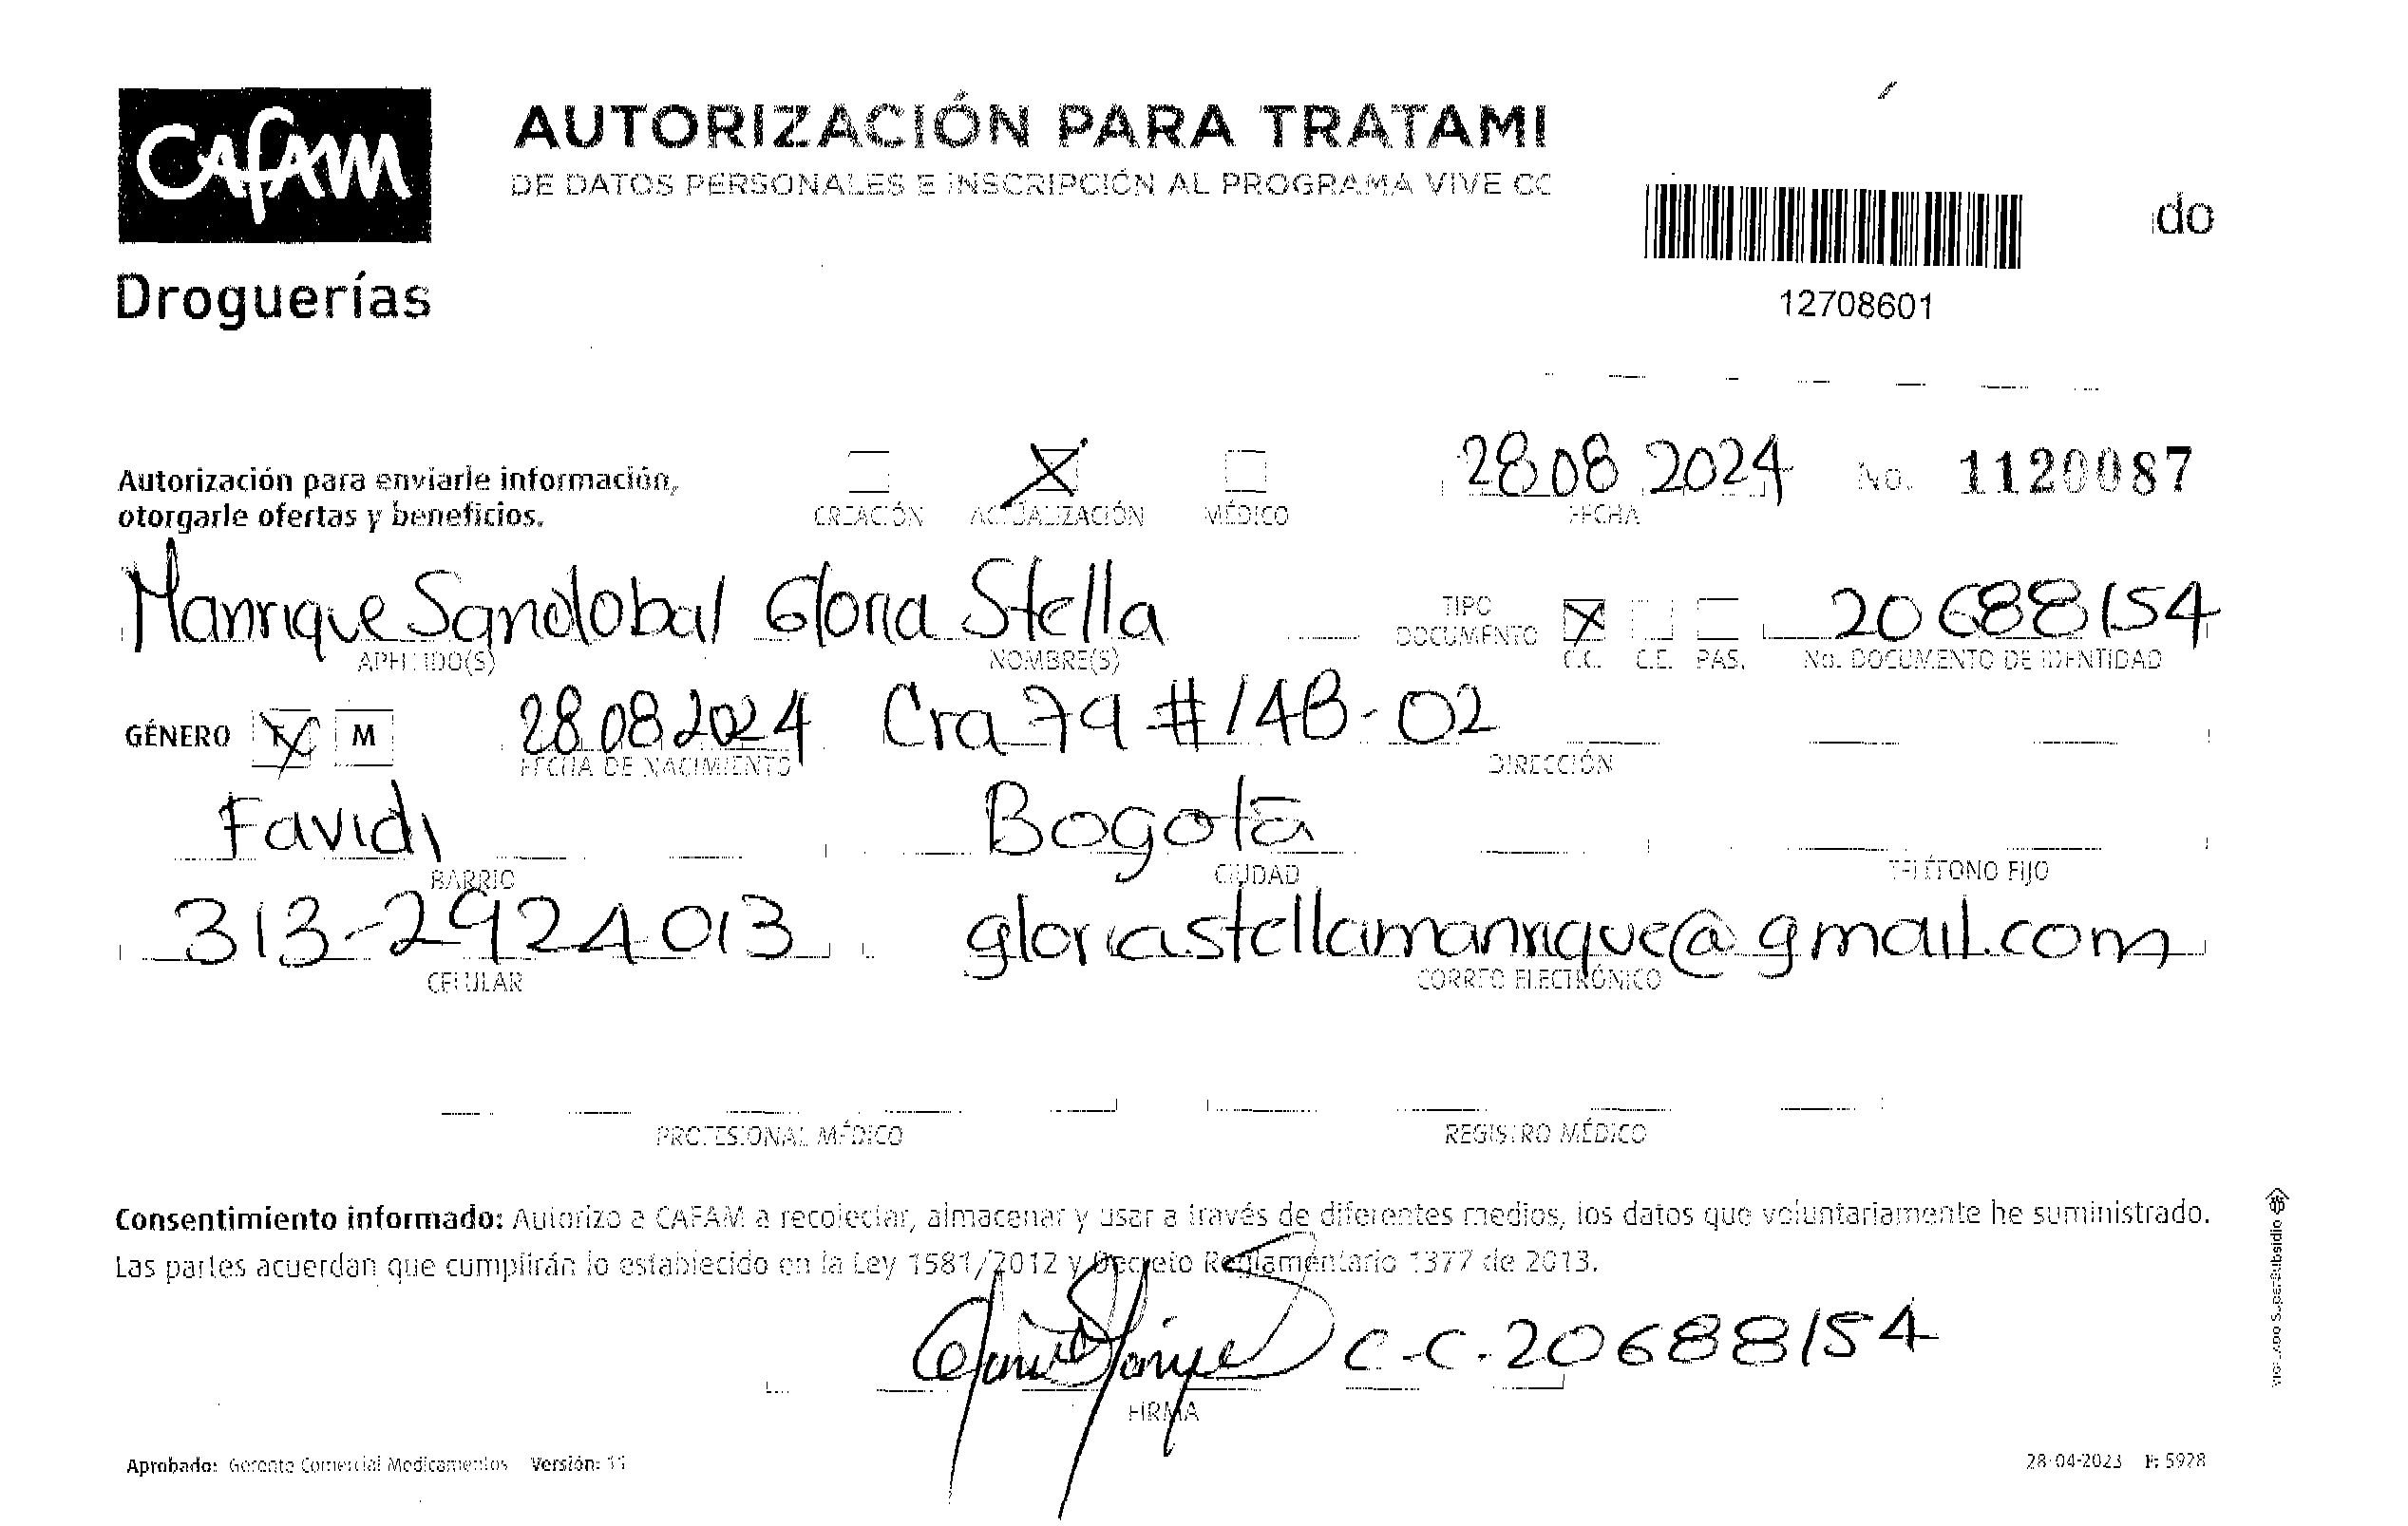 CAFAM
Droguerías
AUTORIZACIÓN PARA TRATAMI
DE DATOS PERSONALES E INSCRIPCIÓN AL PROGRAMA VIVE CO
do
12708601
Autorización para enviarle información,
otorgarle ofertas y beneficios.
CREACIÓN ACTUALIZACIÓN MÉDICO
28 08 2024 No. 1120087
FECHA
Manrique Sandobal Gloria Stella
APELLIDO(S) NOMBRE(S)
TIPO DOCUMENTO C.C. C.E. PAS.
20688154
No. DOCUMENTO DE IDENTIDAD
GÉNERO F M 28 08 2024 Cra 79 #14B-02
FECHA DE NACIMIENTO DIRECCIÓN
Favidi Bogotá
BARRIO CIUDAD TELÉFONO FIJO
313-2924013 gloriastellamanrique@gmail.com
CELULAR CORREO ELECTRÓNICO
PROFESIONAL MÉDICO REGISTRO MÉDICO
Consentimiento informado: Autorizo a CAFAM a recolectar, almacenar y usar a través de diferentes medios, los datos que voluntariamente he suministrado.
Las partes acuerdan que cumplirán lo establecido en la Ley 1581/2012 y Decreto Reglamentario 1377 de 2013.
C.C. 20688154
FIRMA
Aprobado: Gerente Comercial Medicamentos Versión: 11
28-04-2023 F: 5928
VIGILADO SuperSubsidio